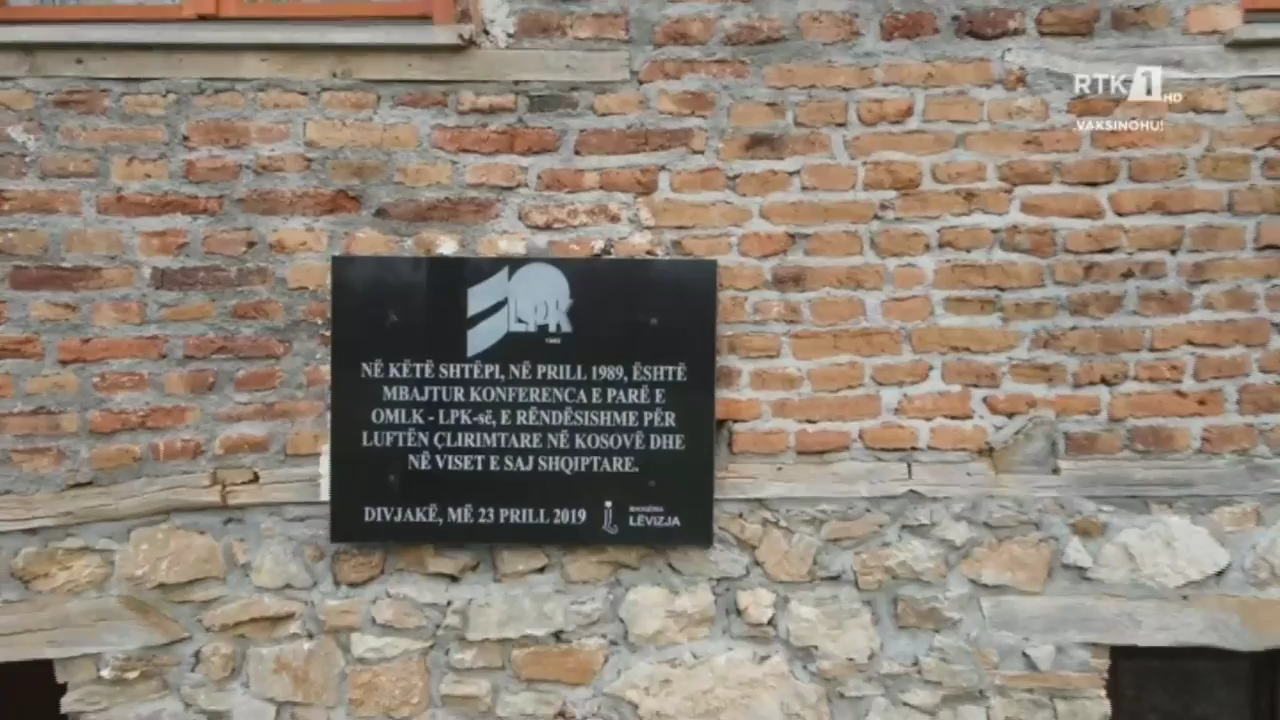 RTK 1 HD
VAKSINOHU!
LPK
1982
NË KËTË SHTËPI, NË PRILL 1989, ËSHTË
MBAJTUR KONFERENCA E PARË E
OMLK - LPK-së, E RËNDËSISHME PËR
LUFTËN ÇLIRIMTARE NË KOSOVË DHE
NË VISET E SAJ SHQIPTARE.
DIVJAKË, MË 23 PRILL 2019
LËVIZJA